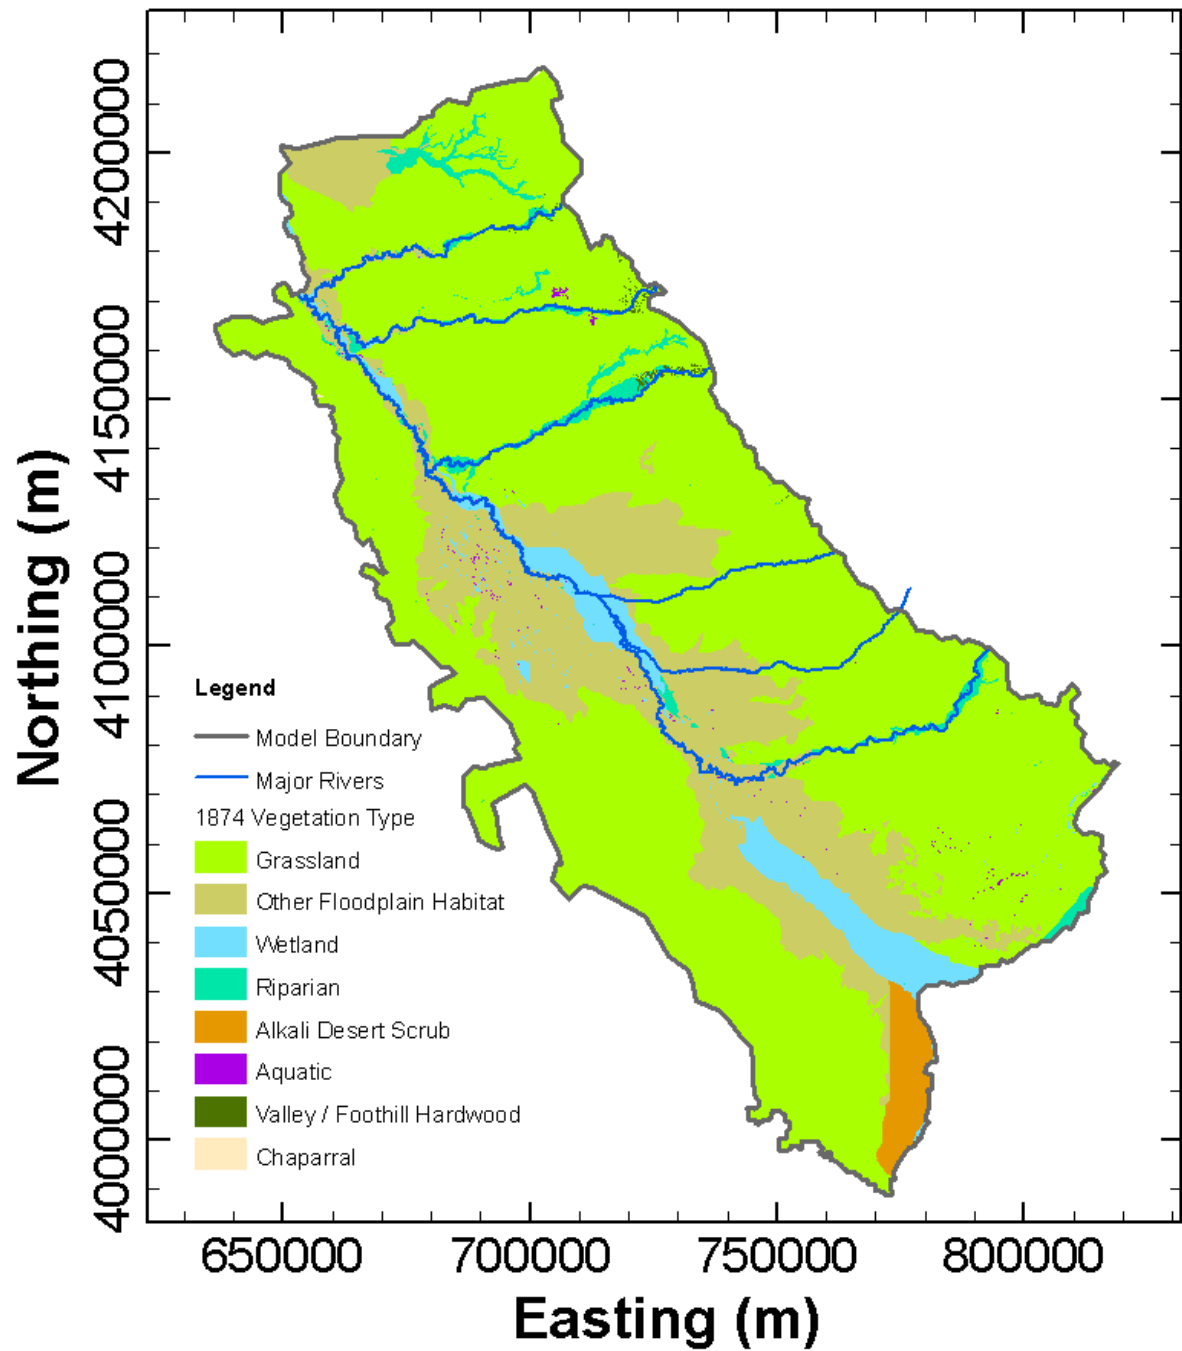 Northing (m)
4200000
4150000
4100000
4050000
4000000
Legend
Model Boundary
Major Rivers
1874 Vegetation Type
Grassland
Other Floodplain Habitat
Wetland
Riparian
Alkali Desert Scrub
Aquatic
Valley / Foothill Hardwood
Chaparral
650000 700000 750000 800000
Easting (m)